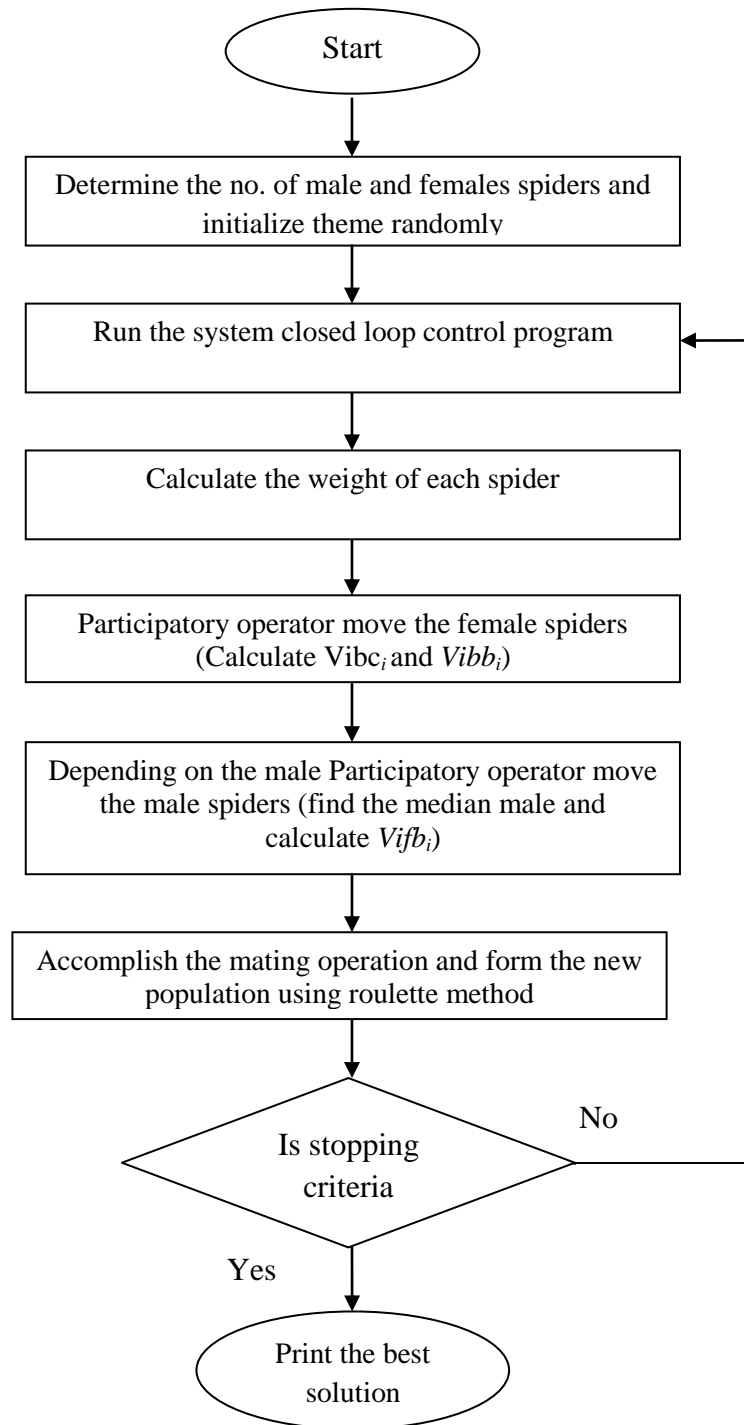 Start
Determine the no. of male and females spiders and
initialize theme randomly
Run the system closed loop control program
Calculate the weight of each spider
Participatory operator move the female spiders
(Calculate Vibcᵢ and Vibbᵢ)
Depending on the male Participatory operator move
the male spiders (find the median male and
calculate Vifbᵢ)
Accomplish the mating operation and form the new
population using roulette method
Is stopping
criteria
No
Yes
Print the best
solution